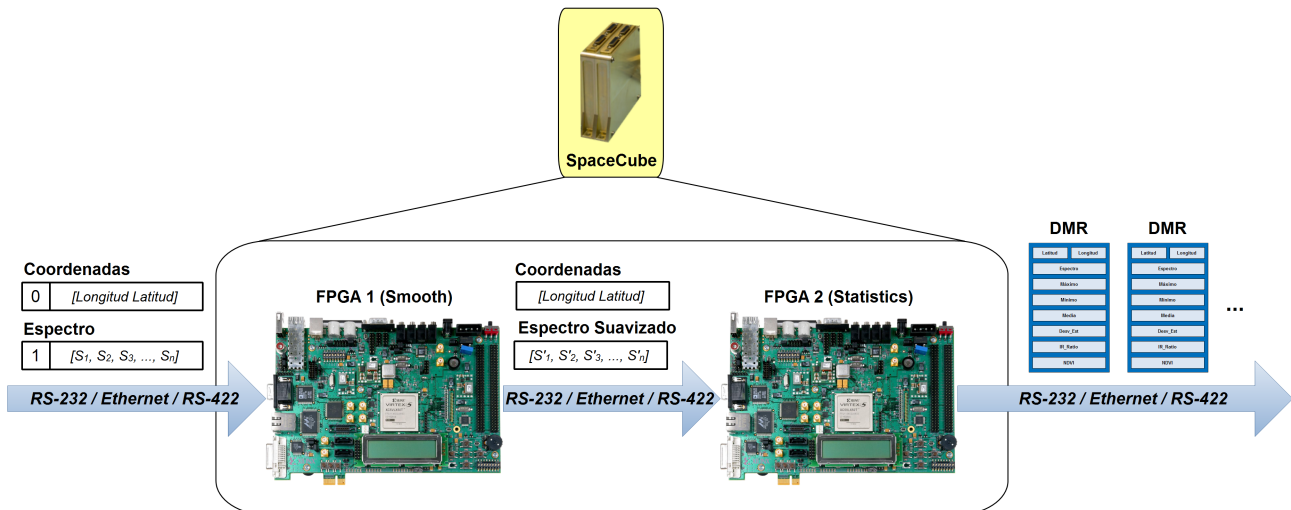 SpaceCube
Coordenadas
0 [Longitud Latitud]
Espectro
1 [S1, S2, S3, ..., Sn]
RS-232 / Ethernet / RS-422
FPGA 1 (Smooth)
Coordenadas
[Longitud Latitud]
Espectro Suavizado
[S'1, S'2, S'3, ..., S'n]
RS-232 / Ethernet / RS-422
FPGA 2 (Statistics)
DMR
Latitud Longitud
Espectro
Máximo
Mínimo
Media
Desv_Est
IR_Ratio
NDVI
DMR
Latitud Longitud
Espectro
Máximo
Mínimo
Media
Desv_Est
IR_Ratio
NDVI
...
RS-232 / Ethernet / RS-422